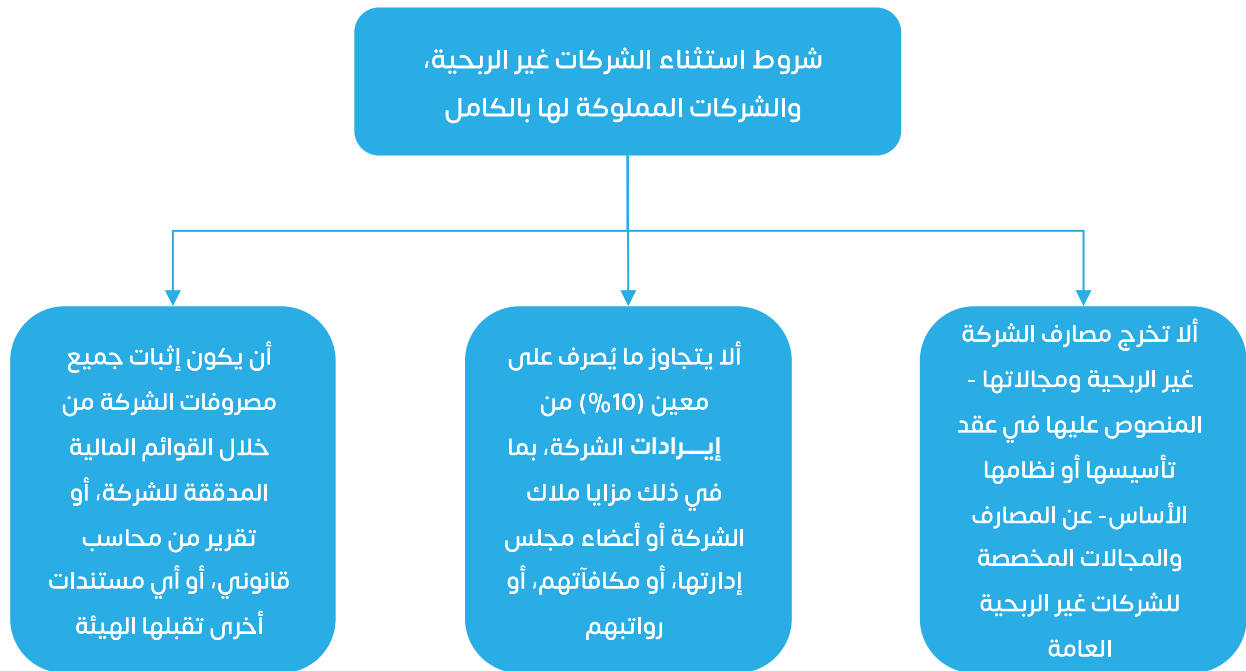 شروط استثناء الشركات غير الربحية،
والشركات المملوكة لها بالكامل
ألا تخرج مصارف الشركة
غير الربحية ومجالاتها -
المنصوص عليها في عقد
تأسيسها أو نظامها
الأساس- عن المصارف
والمجالات المخصصة
للشركات غير الربحية
العامة
ألا يتجاوز ما يُصرف على
معين (10%) من
إيـــرادات الشركة، بما
في ذلك مزايا ملاك
الشركة أو أعضاء مجلس
إدارتها، أو مكافآتهم، أو
رواتبهم
أن يكون إثبات جميع
مصروفات الشركة من
خلال القوائم المالية
المدققة للشركة، أو
تقرير من محاسب
قانوني، أو أي مستندات
أخرى تقبلها الهيئة